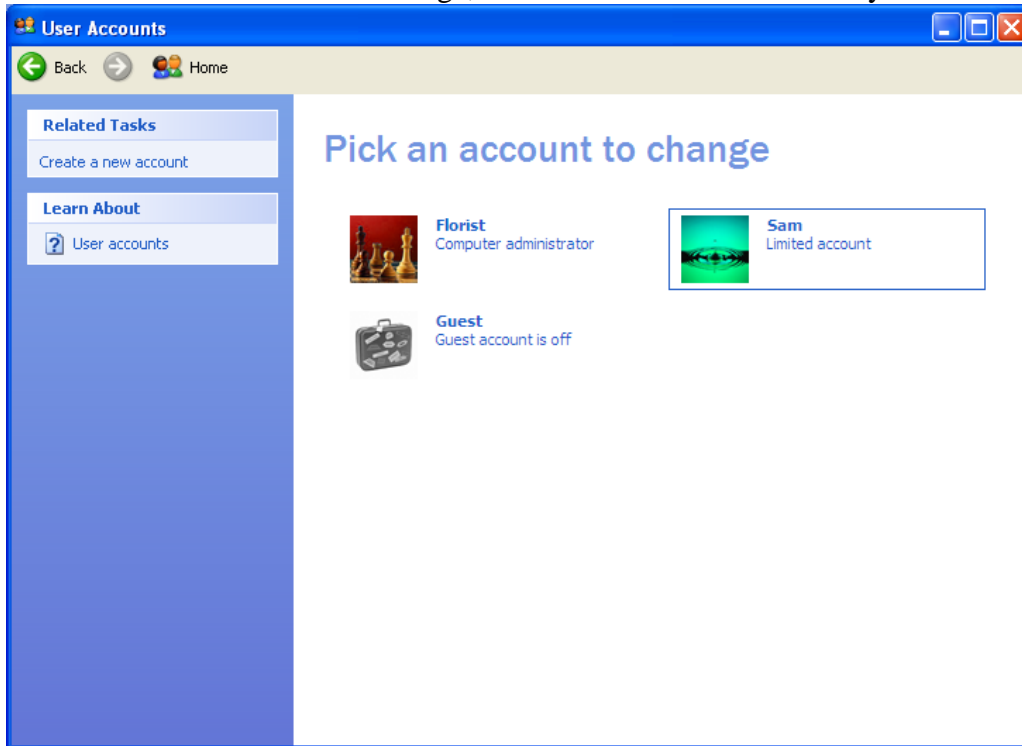 User Accounts
Back Home
Related Tasks
Create a new account
Learn About
User accounts
Pick an account to change
Florist
Computer administrator
Sam
Limited account
Guest
Guest account is off